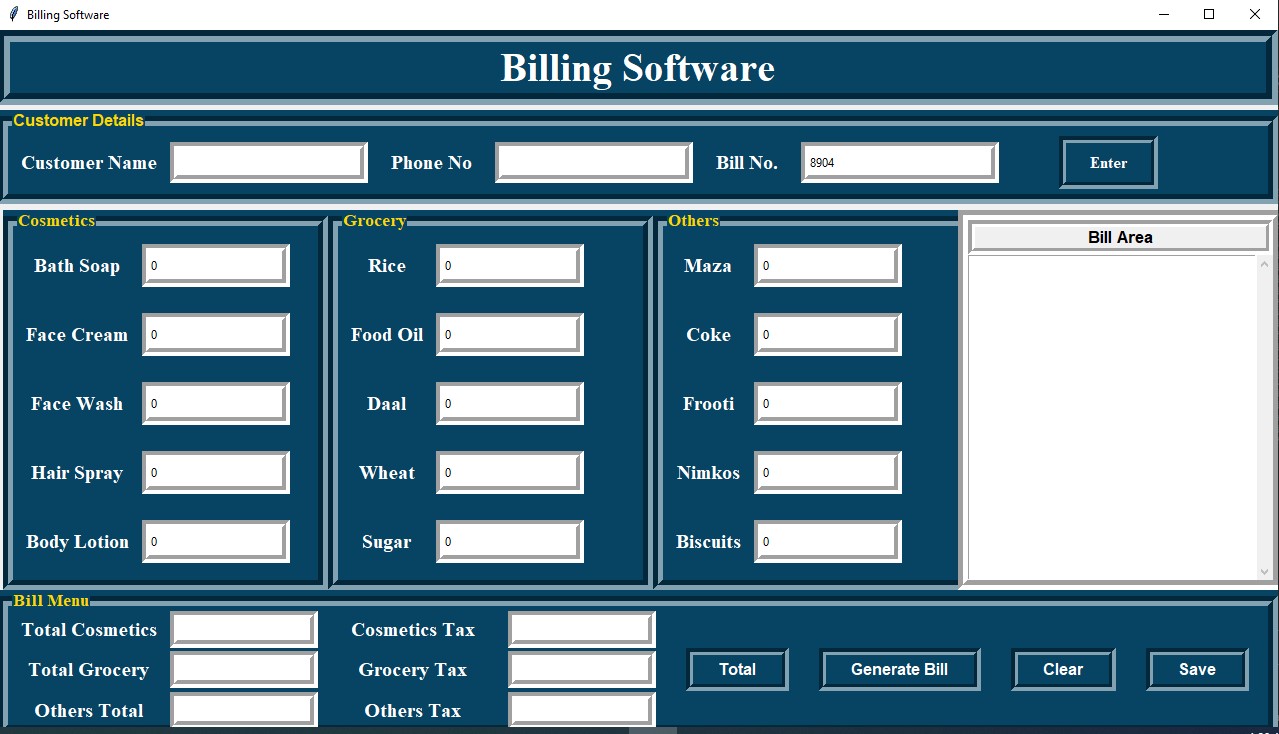 Billing Software
Billing Software
Customer Details
Customer Name Phone No Bill No. 8904 Enter
Cosmetics Grocery Others
Bill Area
Bath Soap 0 Rice 0 Maza 0
Face Cream 0 Food Oil 0 Coke 0
Face Wash 0 Daal 0 Frooti 0
Hair Spray 0 Wheat 0 Nimkos 0
Body Lotion 0 Sugar 0 Biscuits 0
Bill Menu
Total Cosmetics Cosmetics Tax
Total Grocery Grocery Tax Total Generate Bill Clear Save
Others Total Others Tax